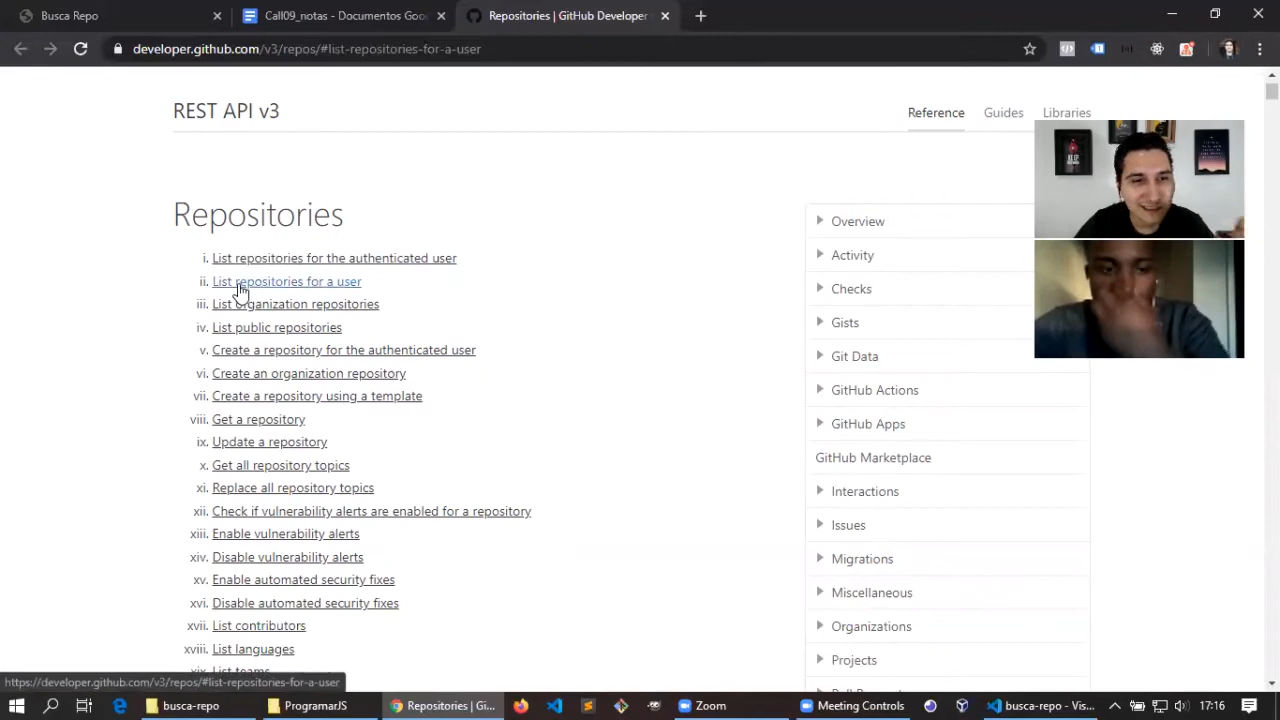 Busca Repo
Call09_notas - Documentos Goo
Repositories | GitHub Developer
developer.github.com/v3/repos/#list-repositories-for-a-user
REST API v3
Reference
Guides
Libraries
Repositories
i. List repositories for the authenticated user
ii. List repositories for a user
iii. List organization repositories
iv. List public repositories
v. Create a repository for the authenticated user
vi. Create an organization repository
vii. Create a repository using a template
viii. Get a repository
ix. Update a repository
x. Get all repository topics
xi. Replace all repository topics
xii. Check if vulnerability alerts are enabled for a repository
xiii. Enable vulnerability alerts
xiv. Disable vulnerability alerts
xv. Enable automated security fixes
xvi. Disable automated security fixes
xvii. List contributors
xviii. List languages
xix. List teams
Overview
Activity
Checks
Gists
Git Data
GitHub Actions
GitHub Apps
GitHub Marketplace
Interactions
Issues
Migrations
Miscellaneous
Organizations
Projects
https://developer.github.com/v3/repos/#list-repositories-for-a-user
busca-repo
ProgramarJS
Repositories | Gi...
Zoom
Meeting Controls
busca-repo - Vis...
17:16